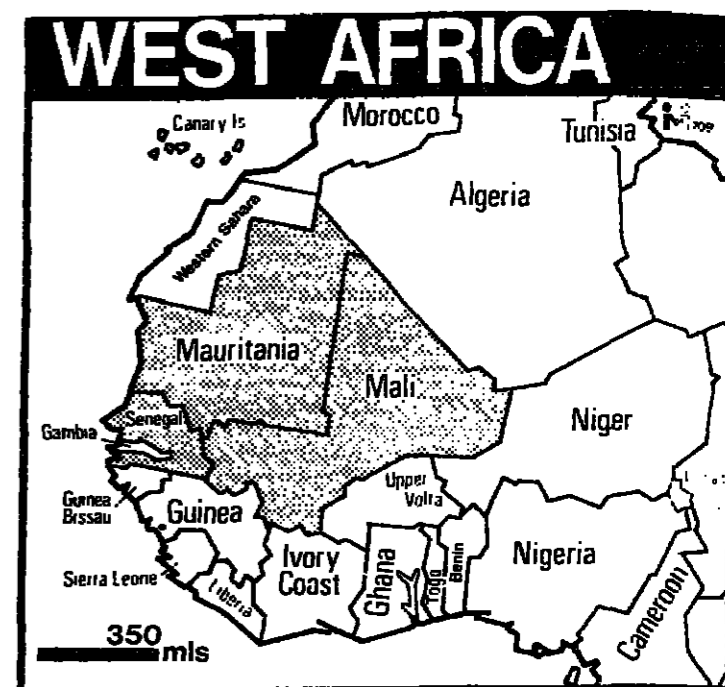 WEST AFRICA
Canary Is
Morocco
Tunisia
Algeria
Western Sahara
Mauritania
Mali
Niger
Senegal
Gambia
Upper
Volta
Guinea
Bissau
Guinea
Ivory
Coast
Ghana
Togo
Benin
Nigeria
Sierra Leone
Liberia
Cameroon
350
mls